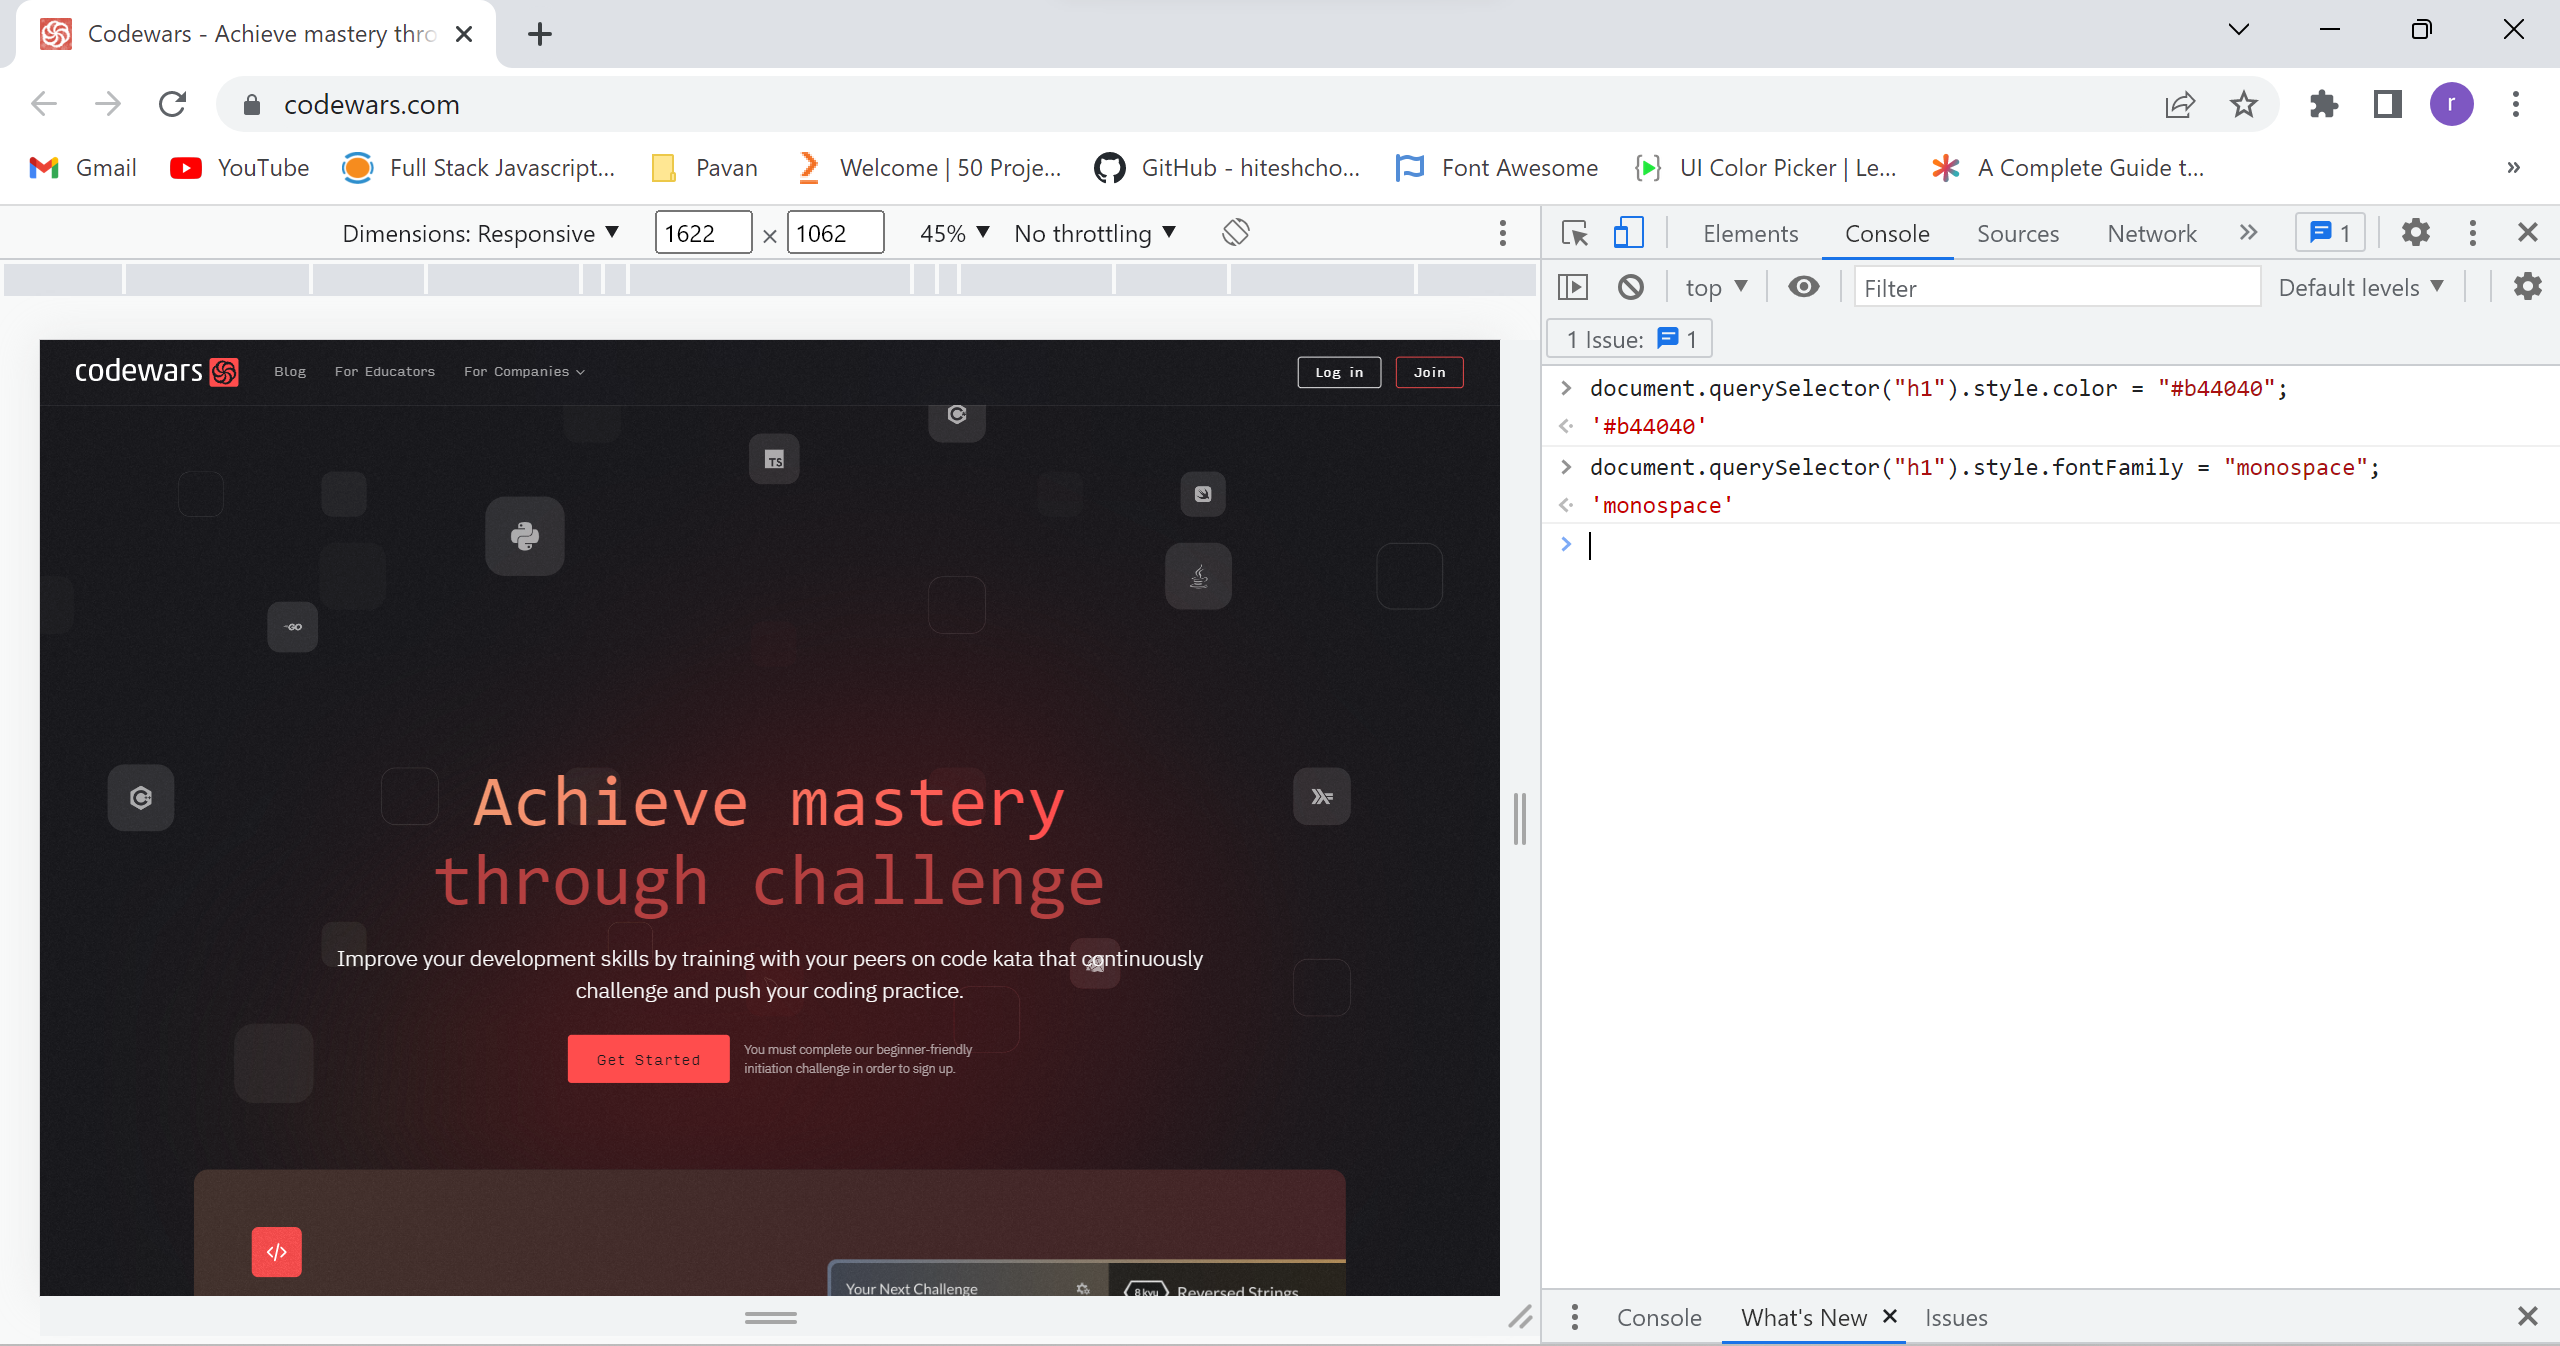 Codewars - Achieve mastery thro
codewars.com
r
Gmail
YouTube
Full Stack Javascript...
Pavan
Welcome | 50 Proje...
GitHub - hiteshcho...
Font Awesome
UI Color Picker | Le...
A Complete Guide t...
»
Dimensions: Responsive
1622 × 1062
45%
No throttling
Elements
Console
Sources
Network
»
1
top
Filter
Default levels
1 Issue: 1
> document.querySelector("h1").style.color = "#b44040";
'#b44040'
> document.querySelector("h1").style.fontFamily = "monospace";
'monospace'
>
codewars
Blog
For Educators
For Companies
Log in
Join
TS
GO
Achieve mastery
through challenge
Improve your development skills by training with your peers on code kata that continuously
challenge and push your coding practice.
Get Started
You must complete our beginner-friendly
initiation challenge in order to sign up.
</>
Your Next Challenge
8 kyu
Reversed Strings
Console
What's New
Issues